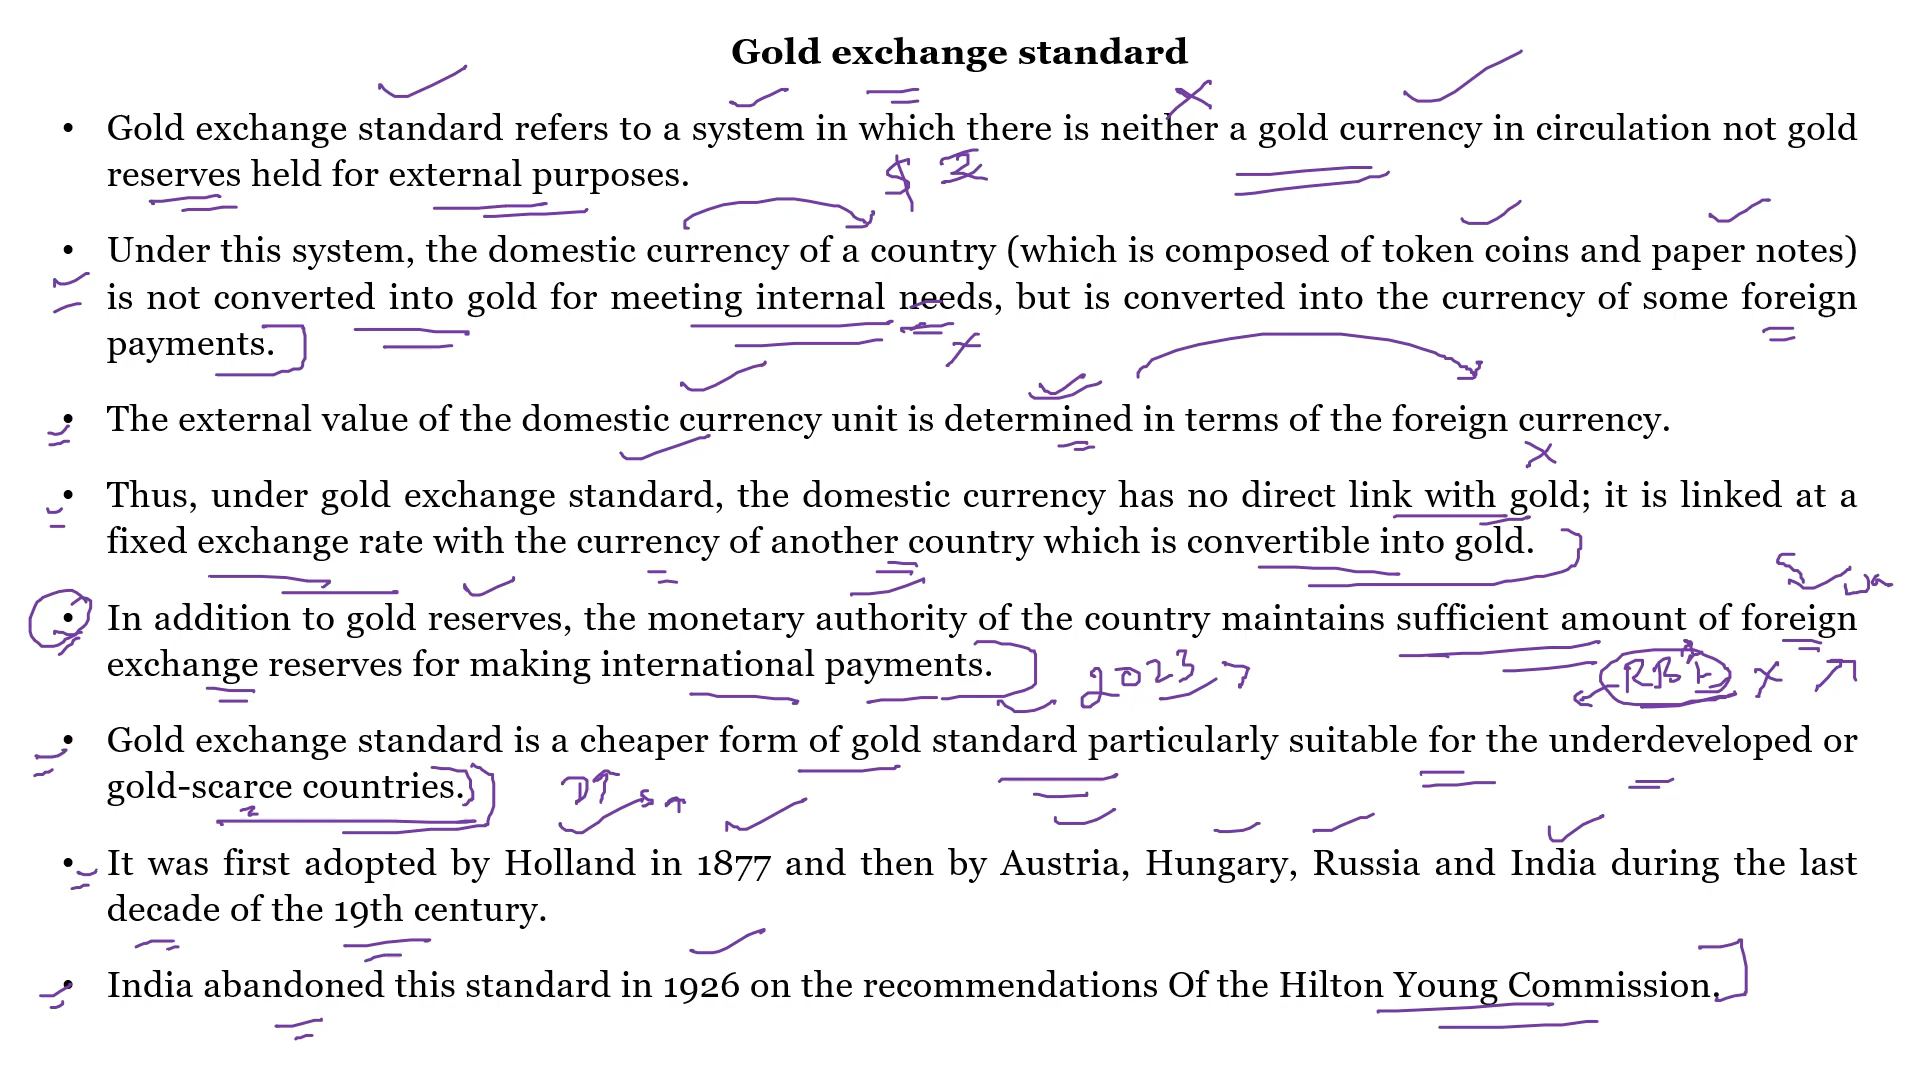 Gold exchange standard
• Gold exchange standard refers to a system in which there is neither a gold currency in circulation not gold
reserves held for external purposes.
$
• Under this system, the domestic currency of a country (which is composed of token coins and paper notes)
is not converted into gold for meeting internal needs, but is converted into the currency of some foreign
payments.
• The external value of the domestic currency unit is determined in terms of the foreign currency.
• Thus, under gold exchange standard, the domestic currency has no direct link with gold; it is linked at a
fixed exchange rate with the currency of another country which is convertible into gold.
• In addition to gold reserves, the monetary authority of the country maintains sufficient amount of foreign
exchange reserves for making international payments.
2023 RBI
• Gold exchange standard is a cheaper form of gold standard particularly suitable for the underdeveloped or
gold-scarce countries.
• It was first adopted by Holland in 1877 and then by Austria, Hungary, Russia and India during the last
decade of the 19th century.
• India abandoned this standard in 1926 on the recommendations Of the Hilton Young Commission.